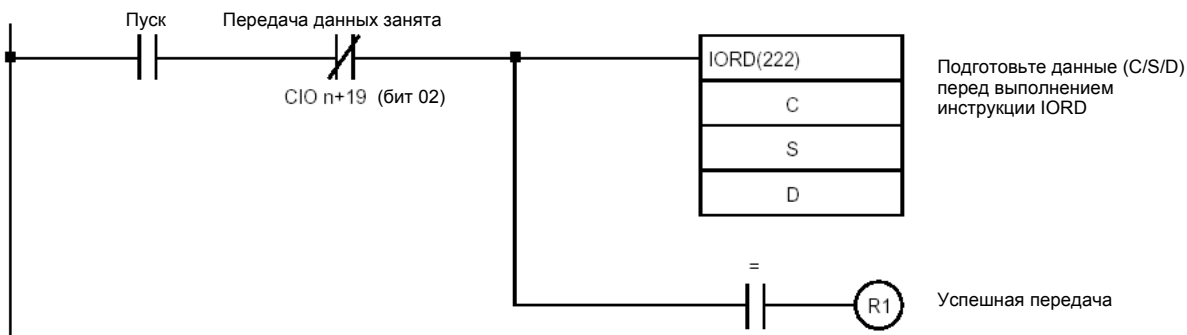 Пуск
Передача данных занята
CIO n+19 (бит 02)
IORD(222)
C
S
D
Подготовьте данные (C/S/D)
перед выполнением
инструкции IORD
=
R1
Успешная передача